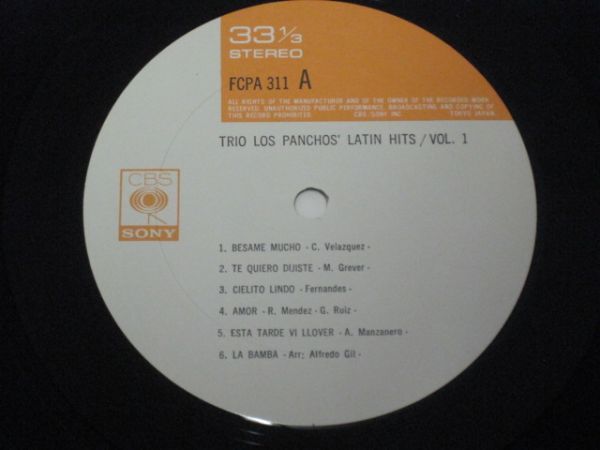 33 1/3
STEREO
FCPA 311 A
ALL RIGHTS OF THE MANUFACTURER AND OF THE OWNER OF THE RECORDED WORK
RESERVED. UNAUTHORIZED PUBLIC PERFORMANCE, BROADCASTING AND COPYING OF
THIS RECORD PROHIBITED. CBS/SONY INC. TOKYO JAPAN
TRIO LOS PANCHOS' LATIN HITS / VOL. 1
CBS
SONY
1. BESAME MUCHO - C. Velazquez -
2. TE QUIERO DIJISTE - M. Grever -
3. CIELITO LINDO - Fernandes -
4. AMOR - R. Mendez - G. Ruiz -
5. ESTA TARDE VI LLOVER - A. Manzanero -
6. LA BAMBA - Arr: Alfredo Gil -